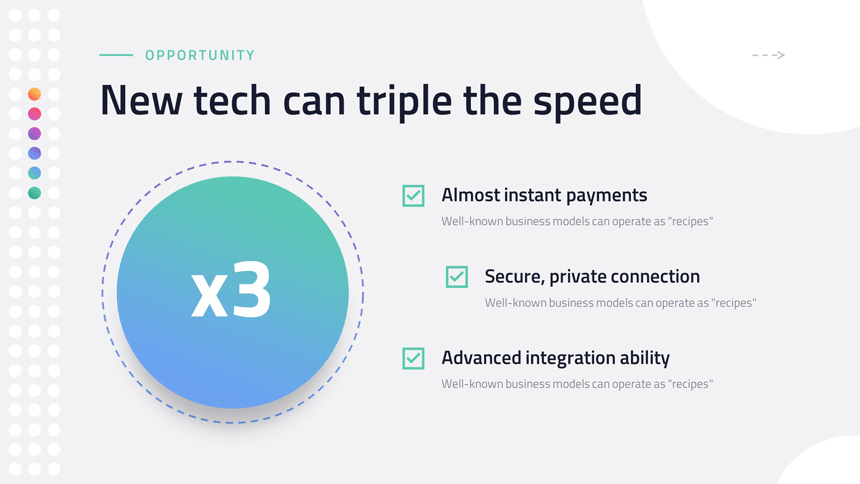 OPPORTUNITY
New tech can triple the speed
x3
Almost instant payments
Well-known business models can operate as "recipes"
Secure, private connection
Well-known business models can operate as "recipes"
Advanced integration ability
Well-known business models can operate as "recipes"